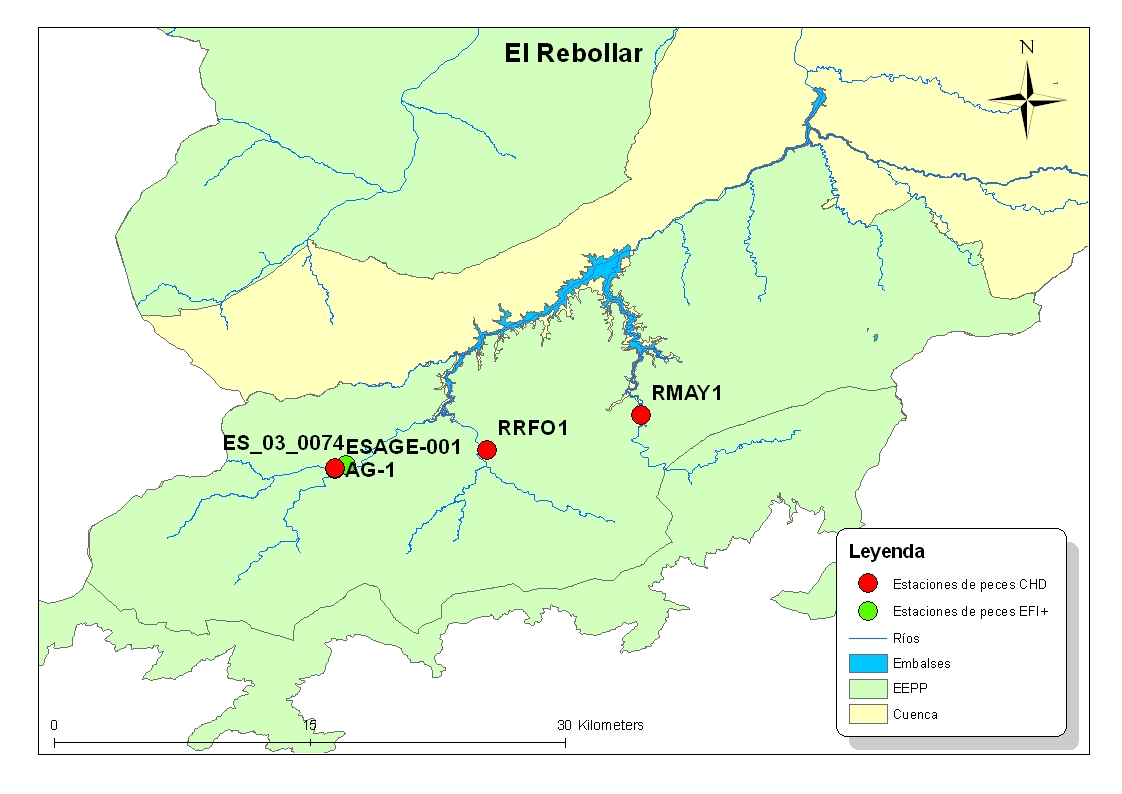 El Rebollar
N
RMAY1
RRFO1
ES_03_0074
ESAGE-001
AG-1
Leyenda
Estaciones de peces CHD
Estaciones de peces EFI+
Ríos
Embalses
EEPP
Cuenca
0 15 30 Kilometers